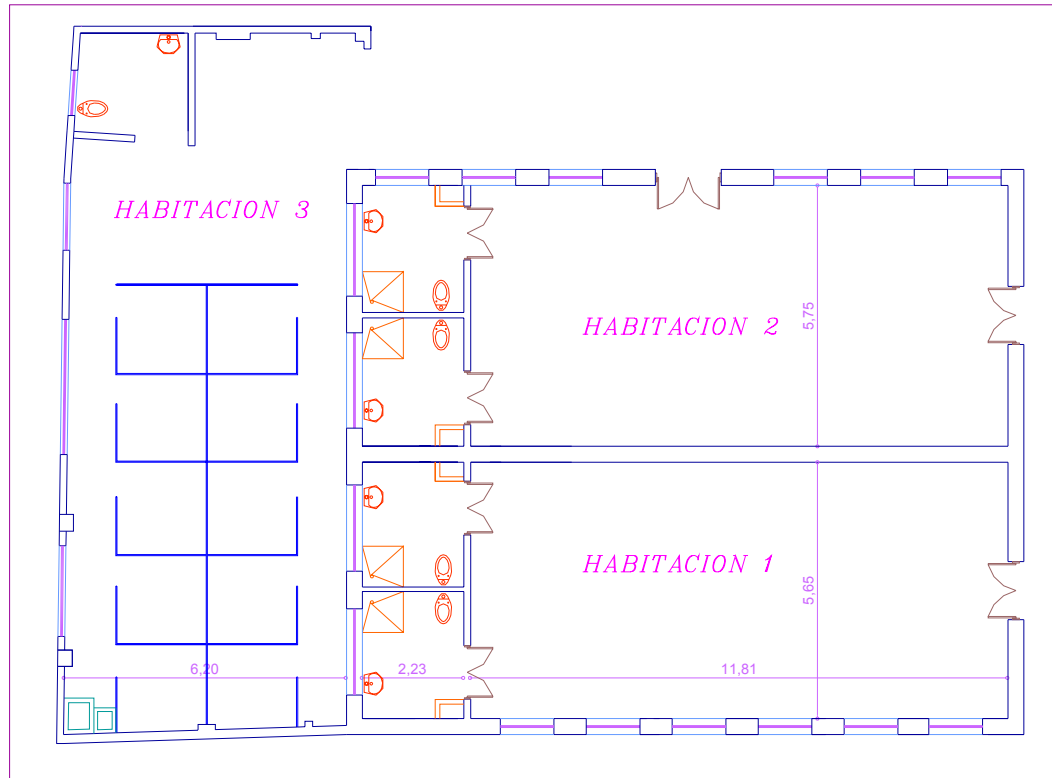 HABITACION 3
HABITACION 2
5,75
HABITACION 1
5,65
6,20
2,23
11,81